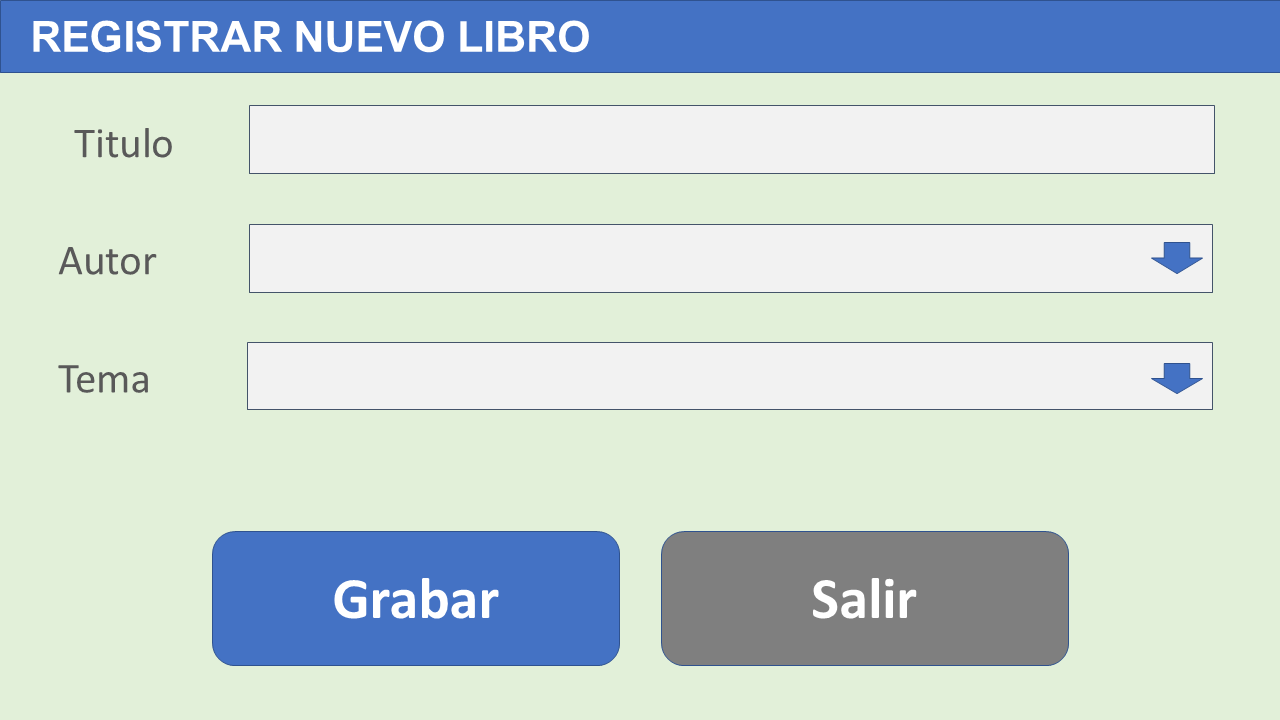 REGISTRAR NUEVO LIBRO
Titulo
Autor
Tema
Grabar
Salir